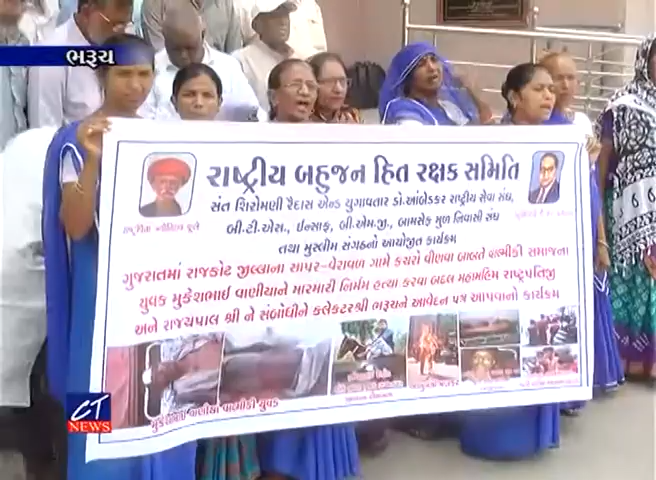 ભરૂચ
રાષ્ટ્રીય બહુજન હિત રક્ષક સમિતિ
સંત શિરોમણી રૈદાસ એન્ડ યુગાવતાર ડૉ.આંબેડકર રાષ્ટ્રીય સેવા સંઘ,
બી.ટી.એસ., ઈન્સાફ, બી.એમ.જી., બામસેફ મુળ નિવાસી સંઘ
તથા મુસ્લીમ સંગઠનો આયોજીત કાર્યક્રમ
ગુજરાતમાં રાજકોટ જીલ્લાના શાપર-વેરાવળ ગામે કચરો વીણવા બાબતે વાલ્મીકી સમાજના
યુવક મુકેશભાઈ વાણીયાને મારમારી નિર્મમ હત્યા કરવા બદલ મહામહિમ રાષ્ટ્રપતિજી
અને રાજ્યપાલ શ્રી ને સંબોધીને કલેક્ટરશ્રી ભરૂચને આવેદન પત્ર આપવાનો કાર્યક્રમ
મુકેશભાઈ વાણીયા વાલ્મીકી યુવક
CT
NEWS